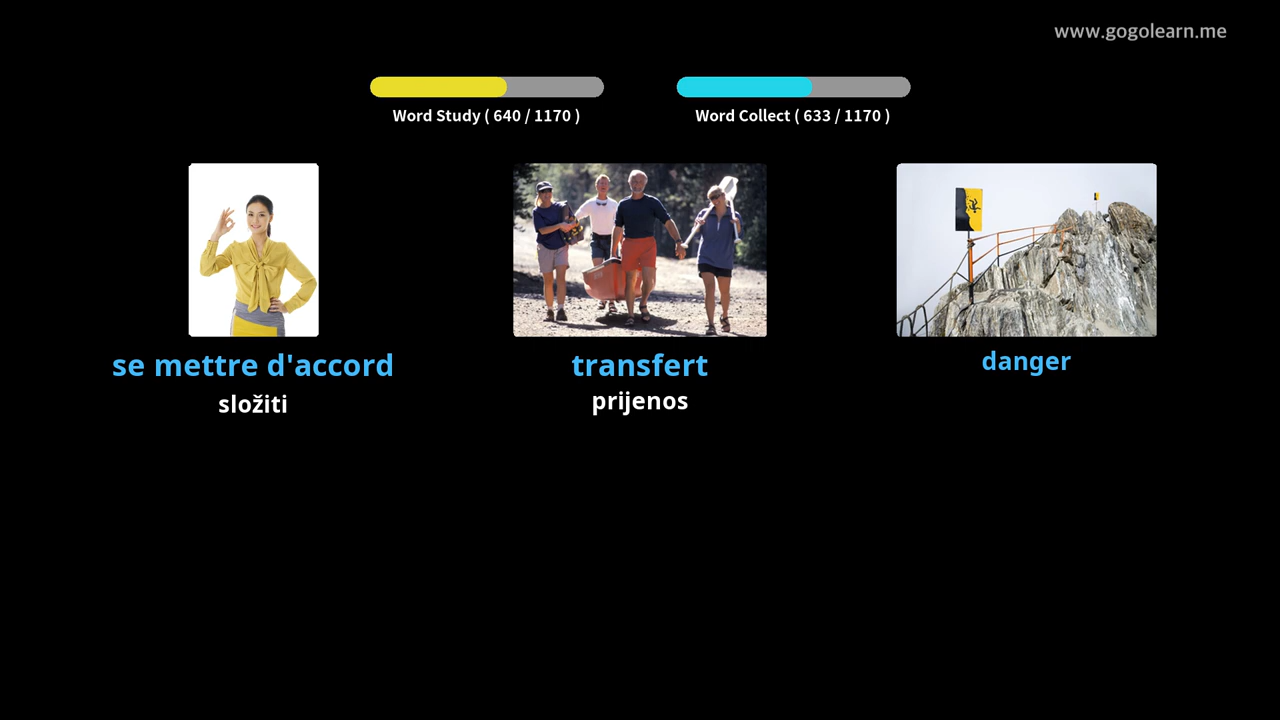 www.gogolearn.me
Word Study ( 640 / 1170 )
Word Collect ( 633 / 1170 )
se mettre d'accord
složiti
transfert
prijenos
danger